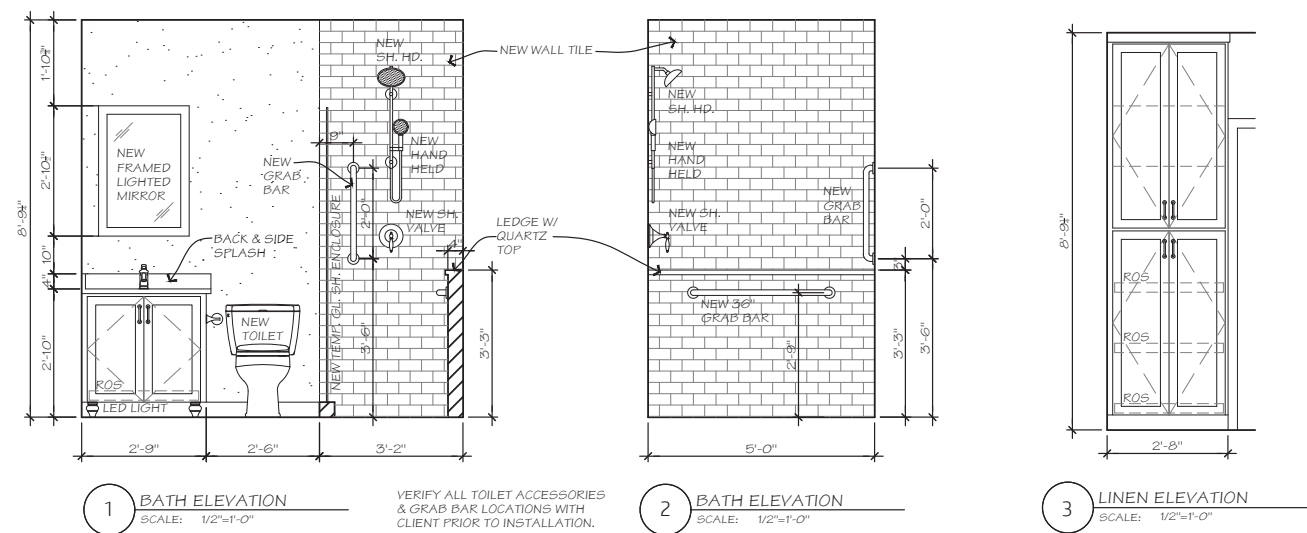 NEW
SH. HD.
NEW WALL TILE
1'-10¾"
2'-10½"
10"
4"
2'-10"
8'-9¼"
NEW
FRAMED
LIGHTED
MIRROR
BACK & SIDE
SPLASH
NEW
GRAB
BAR
9"
NEW
HAND
HELD
2'-0"
NEW SH.
VALVE
4"
NEW TEMP. GL. SH. ENCLOSURE
3'-6"
NEW
TOILET
ROS
LED LIGHT
LEDGE W/
QUARTZ
TOP
3'-3"
2'-9"
2'-6"
3'-2"
1
BATH ELEVATION
SCALE: 1/2"=1'-0"
VERIFY ALL TOILET ACCESSORIES
& GRAB BAR LOCATIONS WITH
CLIENT PRIOR TO INSTALLATION.
NEW
SH. HD.
NEW
HAND
HELD
NEW SH.
VALVE
NEW
GRAB
BAR
2'-0"
3"
NEW 36"
GRAB BAR
2'-9"
3'-3"
3'-6"
5'-0"
2
BATH ELEVATION
SCALE: 1/2"=1'-0"
8'-9¼"
ROS
ROS
ROS
2'-8"
3
LINEN ELEVATION
SCALE: 1/2"=1'-0"